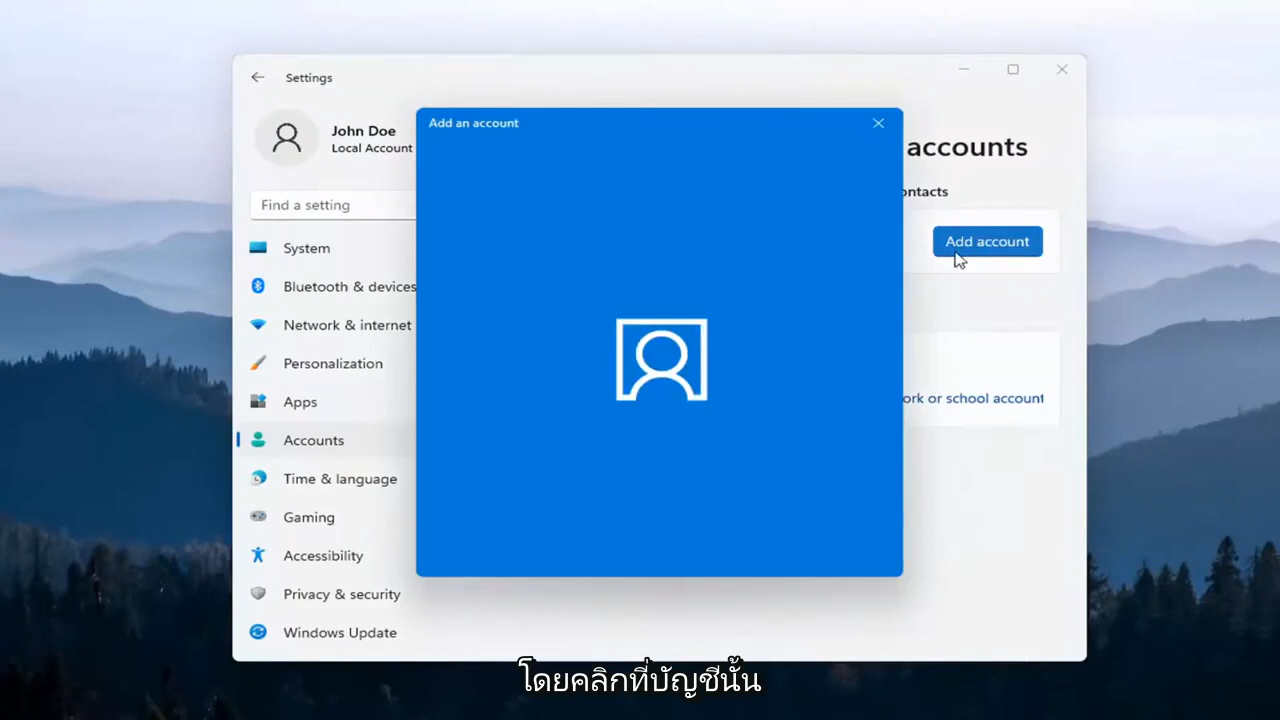 Settings
John Doe
Local Account
Find a setting
System
Bluetooth & devices
Network & internet
Personalization
Apps
Accounts
Time & language
Gaming
Accessibility
Privacy & security
Windows Update
Add an account
accounts
ontacts
Add account
ork or school account
โดยคลิกที่บัญชีนั้น